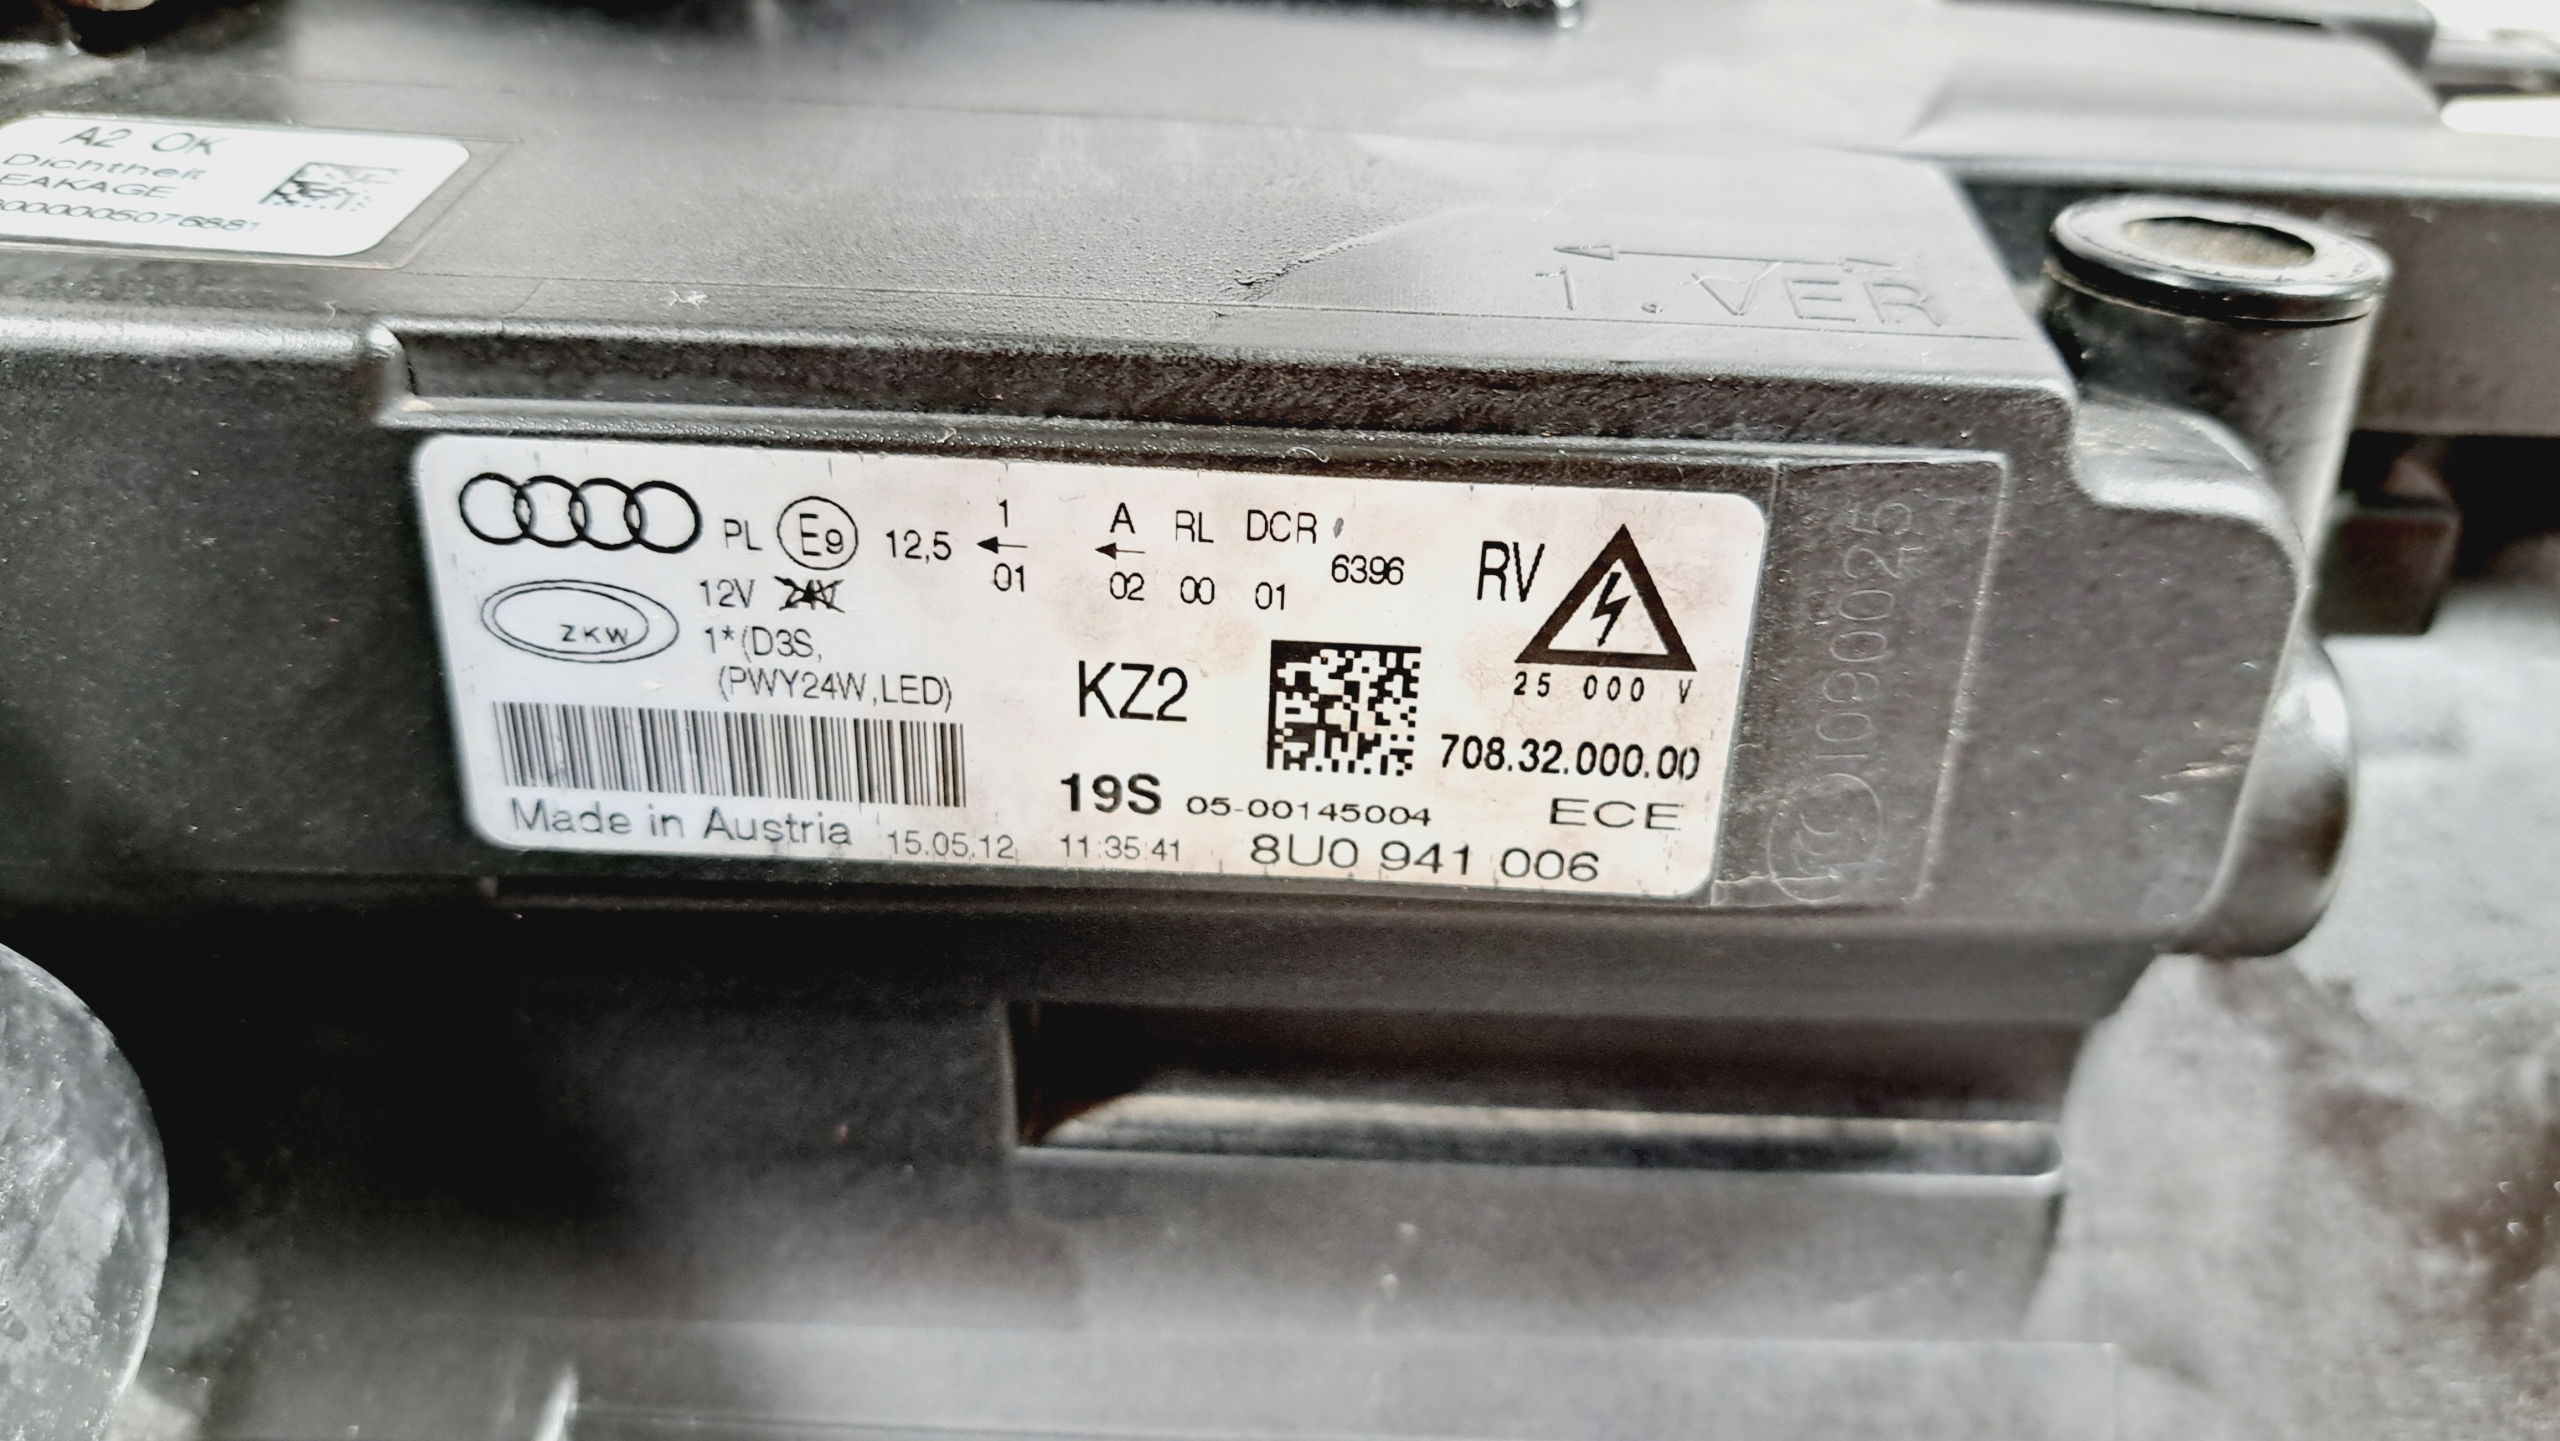 A2 OK
Dichtheit
EAKAGE
0000005076881
1.VER
PL E9 12,5 1 A RL DCR
01 02 00 01 6396
12V 24V
ZKW
1*(D3S,
(PWY24W,LED)
RV
25 000 V
KZ2
708.32.000.00
19S 05-00145004 ECE
Made in Austria 15.05.12 11:35:41 8U0 941 006